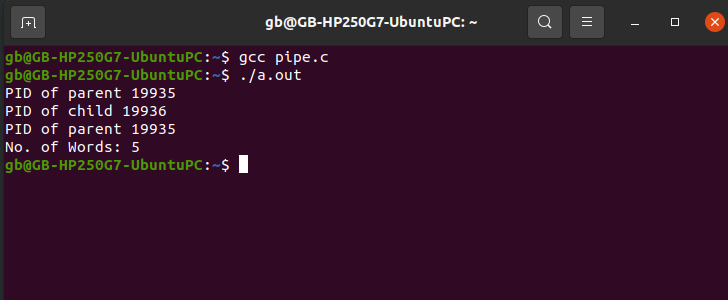 gb@GB-HP250G7-UbuntuPC: ~
gb@GB-HP250G7-UbuntuPC:~$ gcc pipe.c
gb@GB-HP250G7-UbuntuPC:~$ ./a.out
PID of parent 19935
PID of child 19936
PID of parent 19935
No. of Words: 5
gb@GB-HP250G7-UbuntuPC:~$